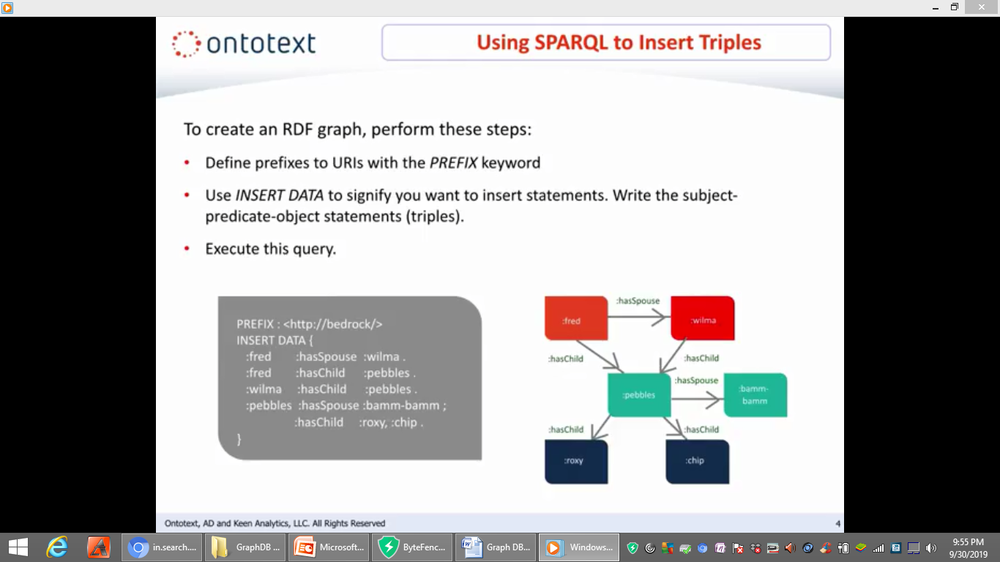 ontotext
Using SPARQL to Insert Triples
To create an RDF graph, perform these steps:
• Define prefixes to URIs with the PREFIX keyword
• Use INSERT DATA to signify you want to insert statements. Write the subject-
predicate-object statements (triples).
• Execute this query.
PREFIX : <http://bedrock/>
INSERT DATA {
:fred :hasSpouse :wilma .
:fred :hasChild :pebbles .
:wilma :hasChild :pebbles .
:pebbles :hasSpouse :bamm-bamm ;
:hasChild :roxy, :chip .
}
:hasSpouse
:fred
:wilma
:hasChild
:hasChild
:hasSpouse
:pebbles
:bamm-
bamm
:hasChild
:hasChild
:roxy
:chip
Ontotext, AD and Keen Analytics, LLC. All Rights Reserved
4
in.search....
GraphDB ...
Microsoft...
ByteFenc...
Graph DB...
Windows...
9:55 PM
9/30/2019